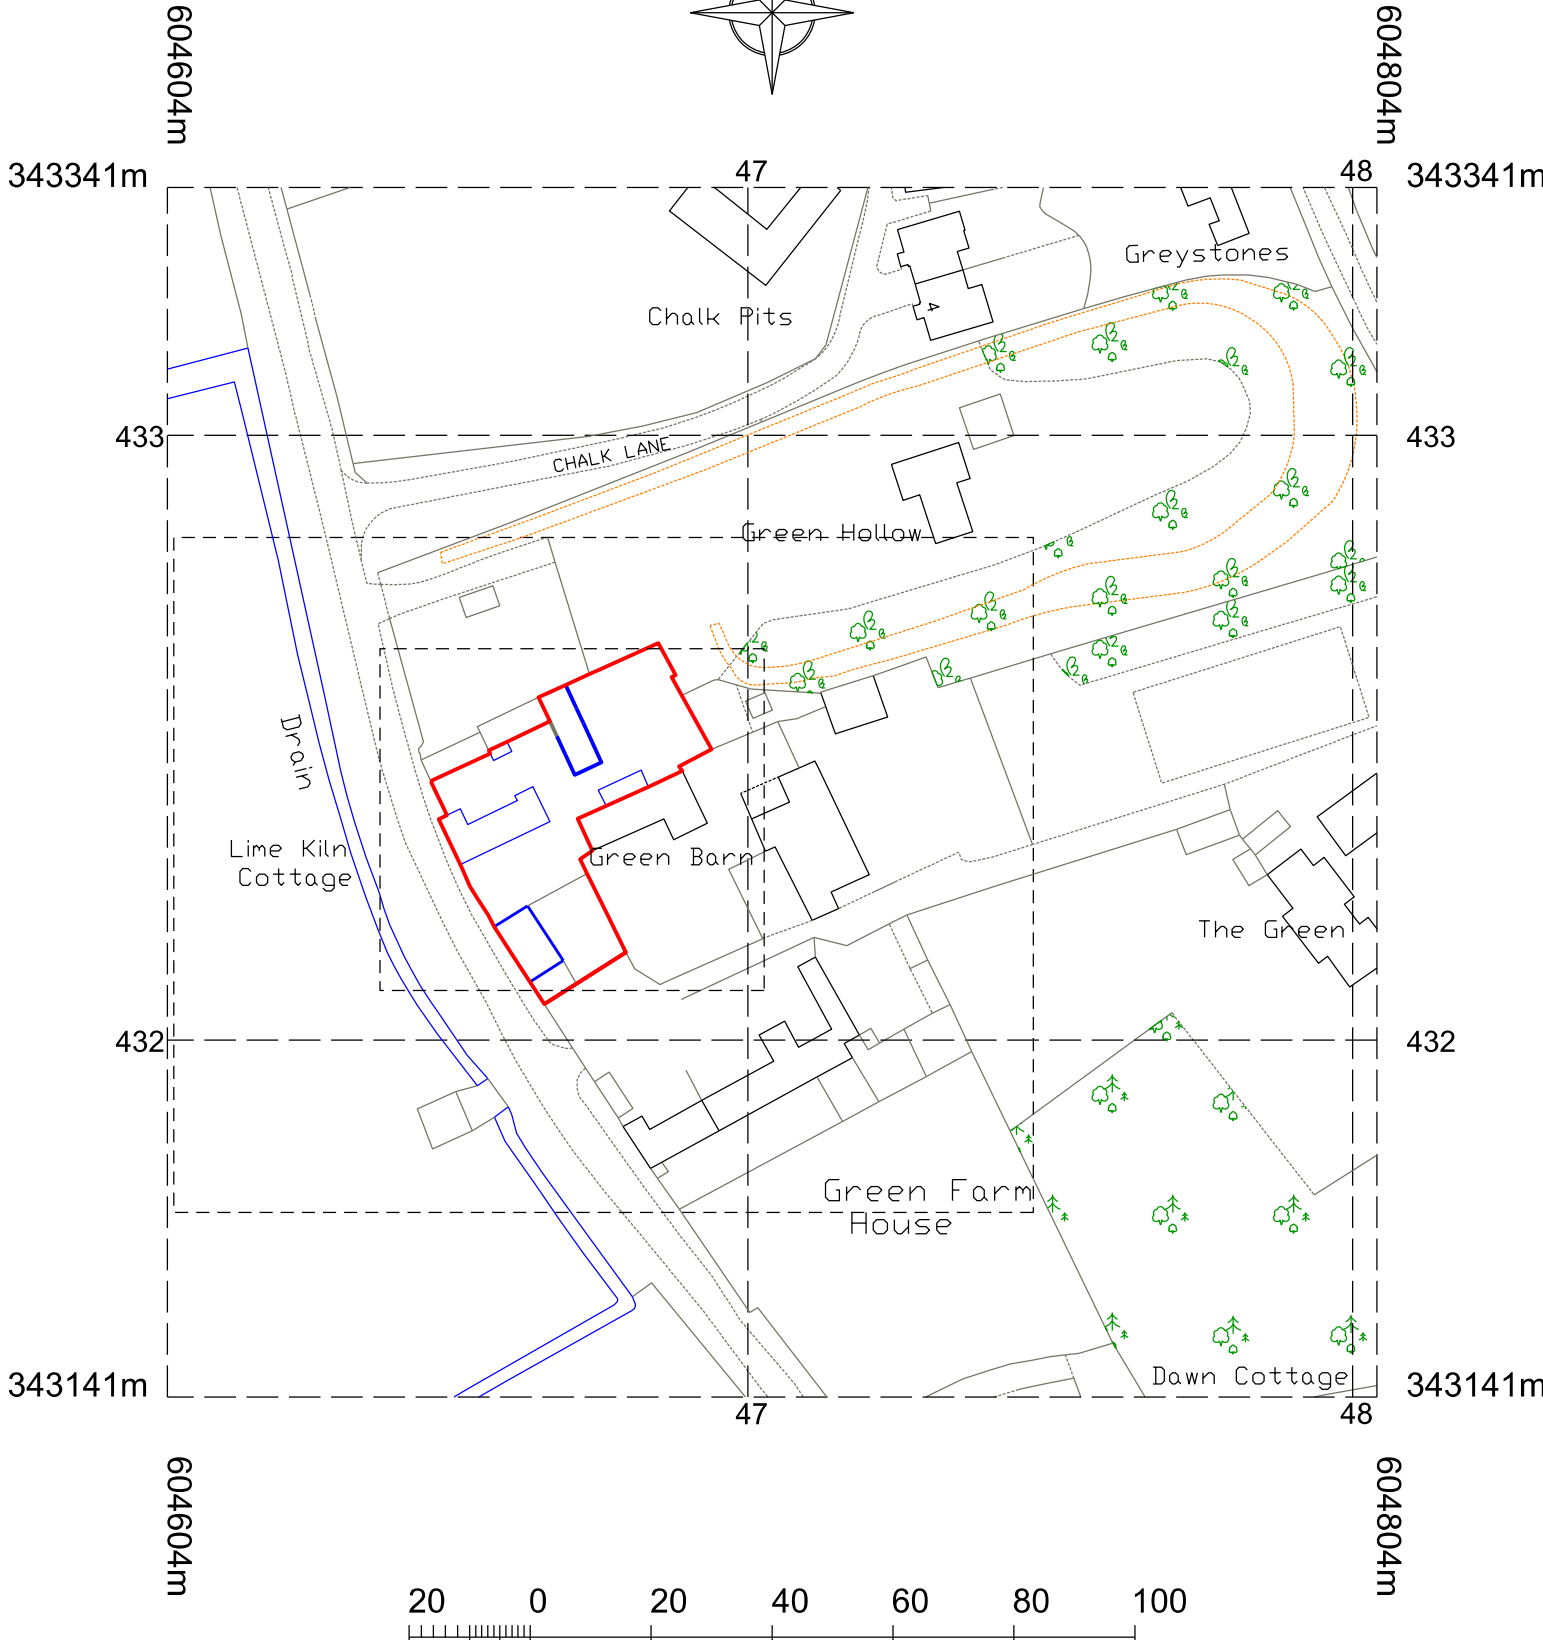 604604m
604804m
343341m
47
48
343341m
Greystones
4
Chalk Pits
433
CHALK LANE
433
Green Hollow
Drain
Lime Kiln
Cottage
Green Barn
The Green
432
432
Green Farm
House
Dawn Cottage
343141m
47
48
343141m
604604m
604804m
20 0 20 40 60 80 100